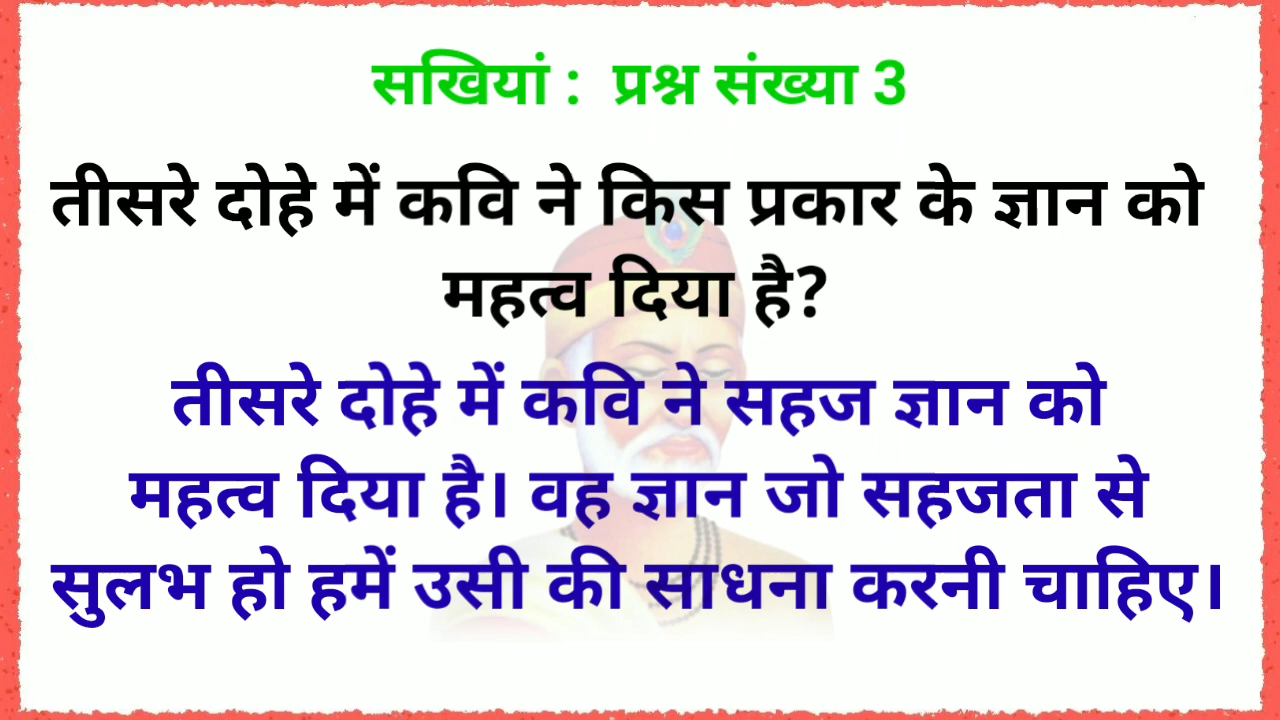 सखियां : प्रश्न संख्या 3
तीसरे दोहे में कवि ने किस प्रकार के ज्ञान को
महत्व दिया है?
तीसरे दोहे में कवि ने सहज ज्ञान को
महत्व दिया है। वह ज्ञान जो सहजता से
सुलभ हो हमें उसी की साधना करनी चाहिए।